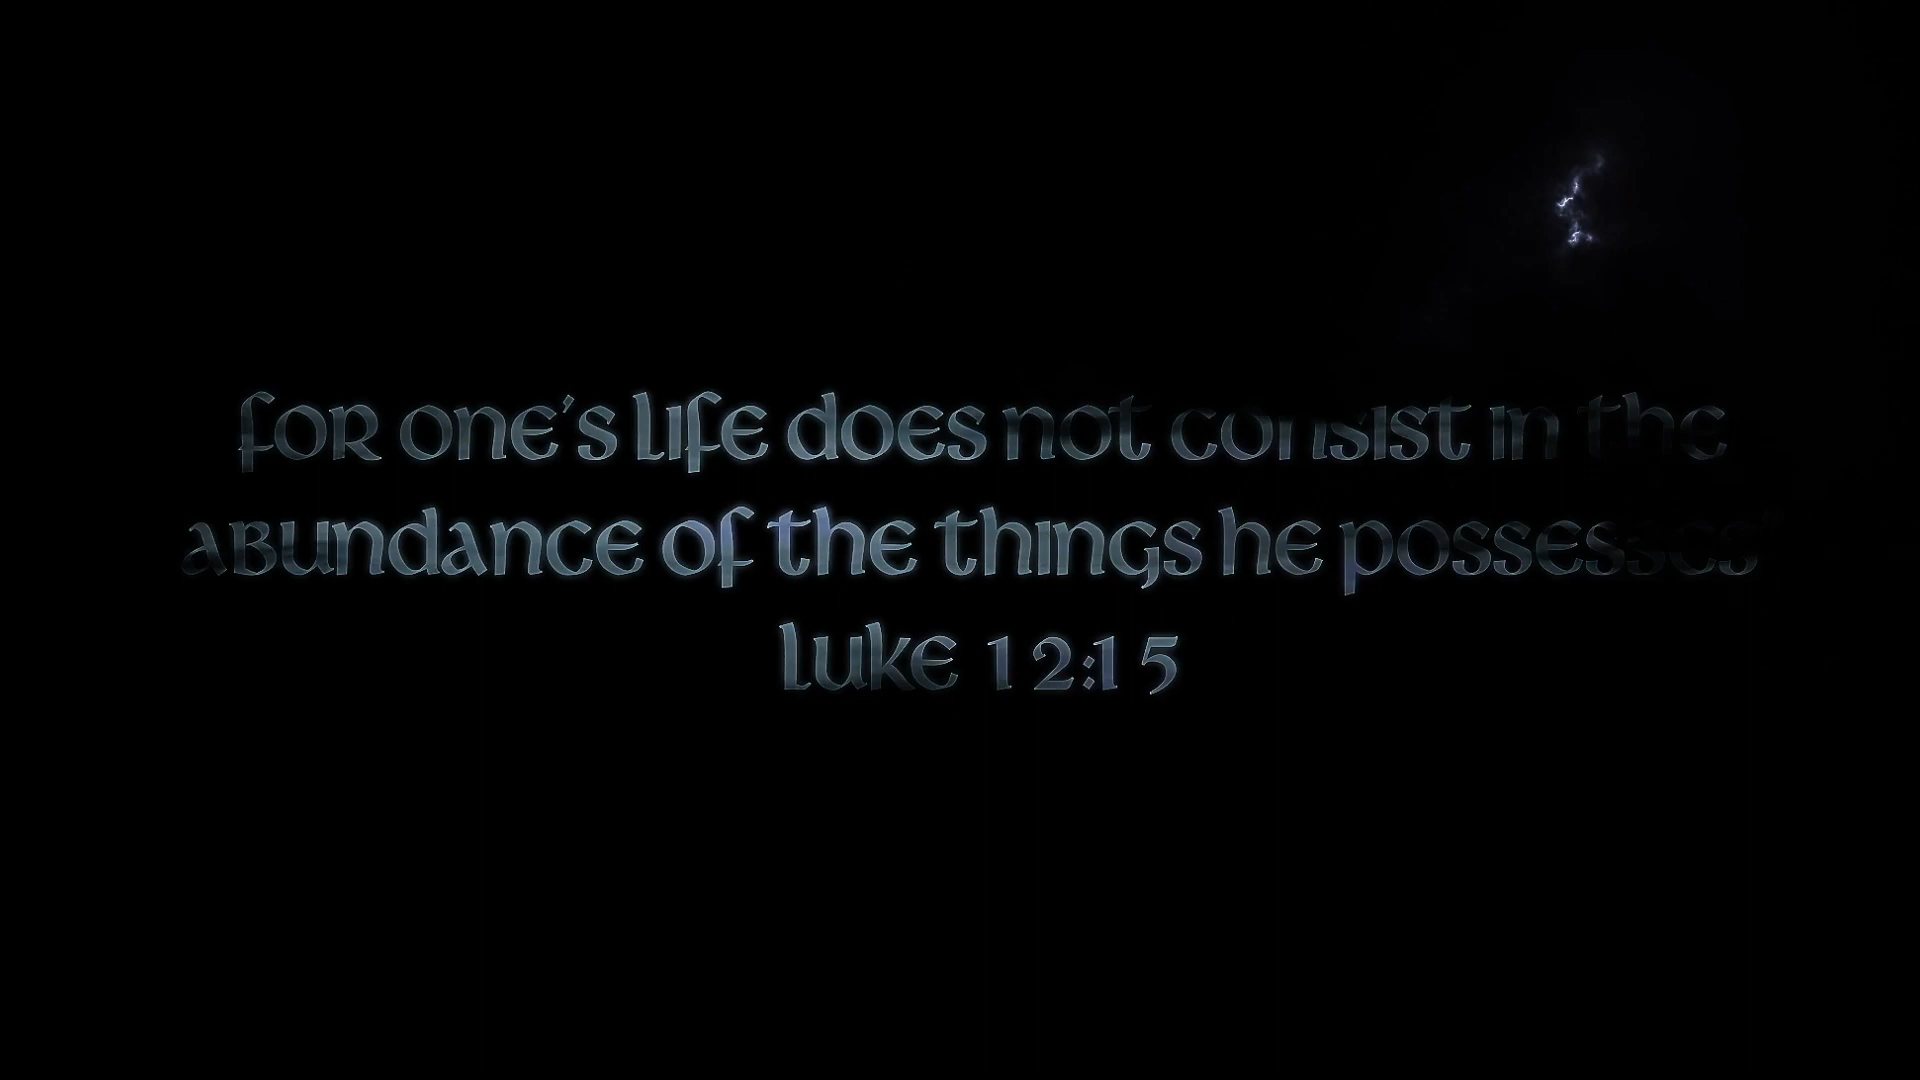 for one's life does not consist in the
abundance of the things he possesses"
Luke 12:15